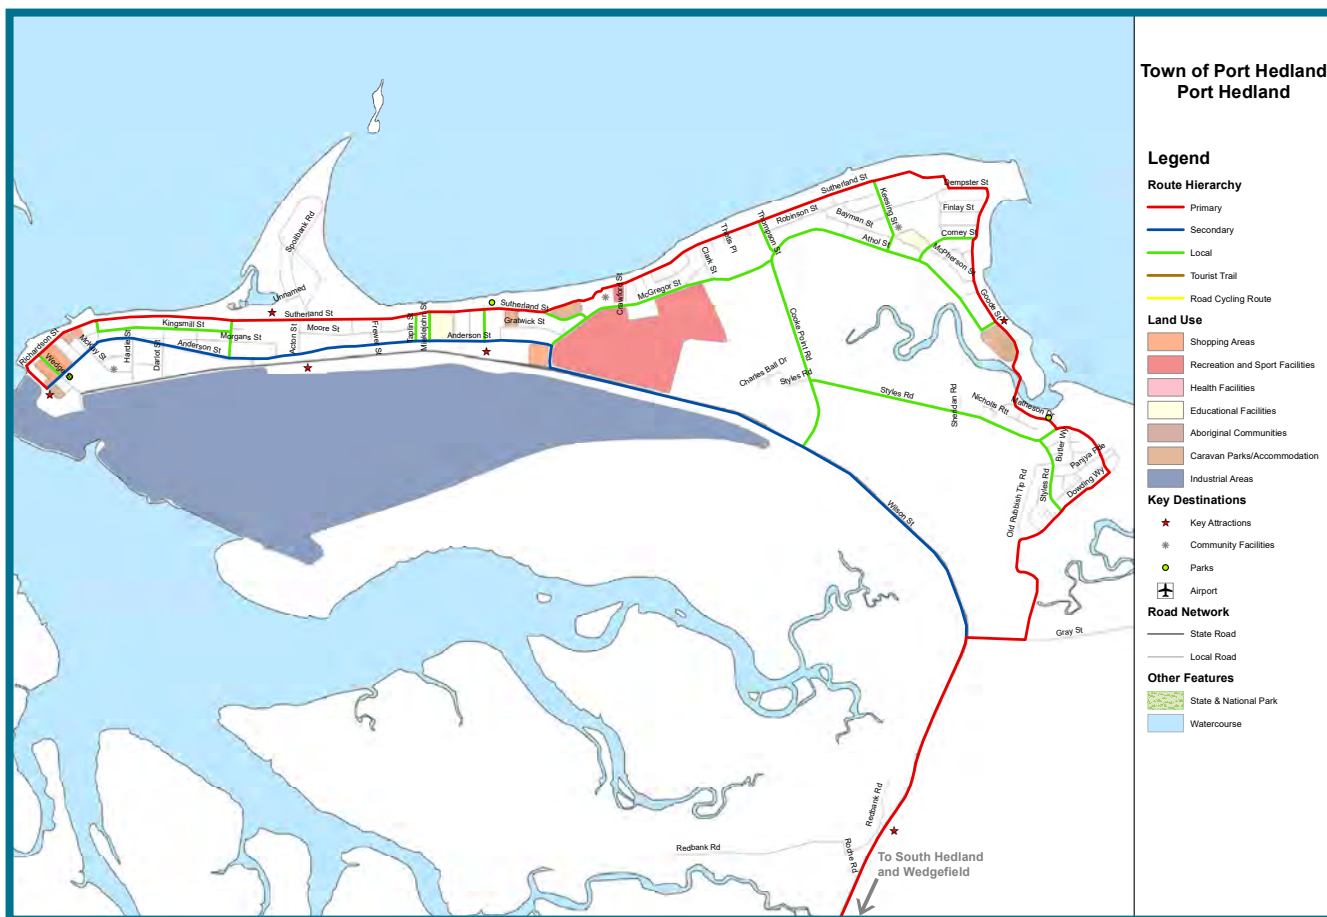 Town of Port Hedland
Port Hedland
Legend
Route Hierarchy
Primary
Secondary
Local
Tourist Trail
Road Cycling Route
Land Use
Shopping Areas
Recreation and Sport Facilities
Health Facilities
Educational Facilities
Aboriginal Communities
Caravan Parks/Accommodation
Industrial Areas
Key Destinations
Key Attractions
Community Facilities
Parks
Airport
Road Network
State Road
Local Road
Other Features
State & National Park
Watercourse
Spoilbank Rd
Unnamed
Sutherland St
Kingsmill St
Morgans St
Anderson St
Richardson St
Wedge
McKay St
Hardie St
Darlot St
Acton St
Moore St
Frewer St
Taplin St
Mieklejohn St
Anderson St
Gratwick St
Sutherland St
Crawford St
McGregor St
Clark St
Thetis Pl
Thompson St
Robinson St
Sutherland St
Bayman St
Athol St
Keesing St
Dempster St
Finlay St
Corney St
McPherson St
Goode St
Cooke Point Rd
Charles Ball Dr
Styles Rd
Styles Rd
Sheridan Rd
Nicholls Rtt
Matheson Dr
Butler Wy
Panjya Pde
Dowding Wy
Styles Rd
Old Rubbish Tip Rd
Wilson St
Gray St
Redbank Rd
Redbank Rd
Rodhe Rd
To South Hedland
and Wedgefield